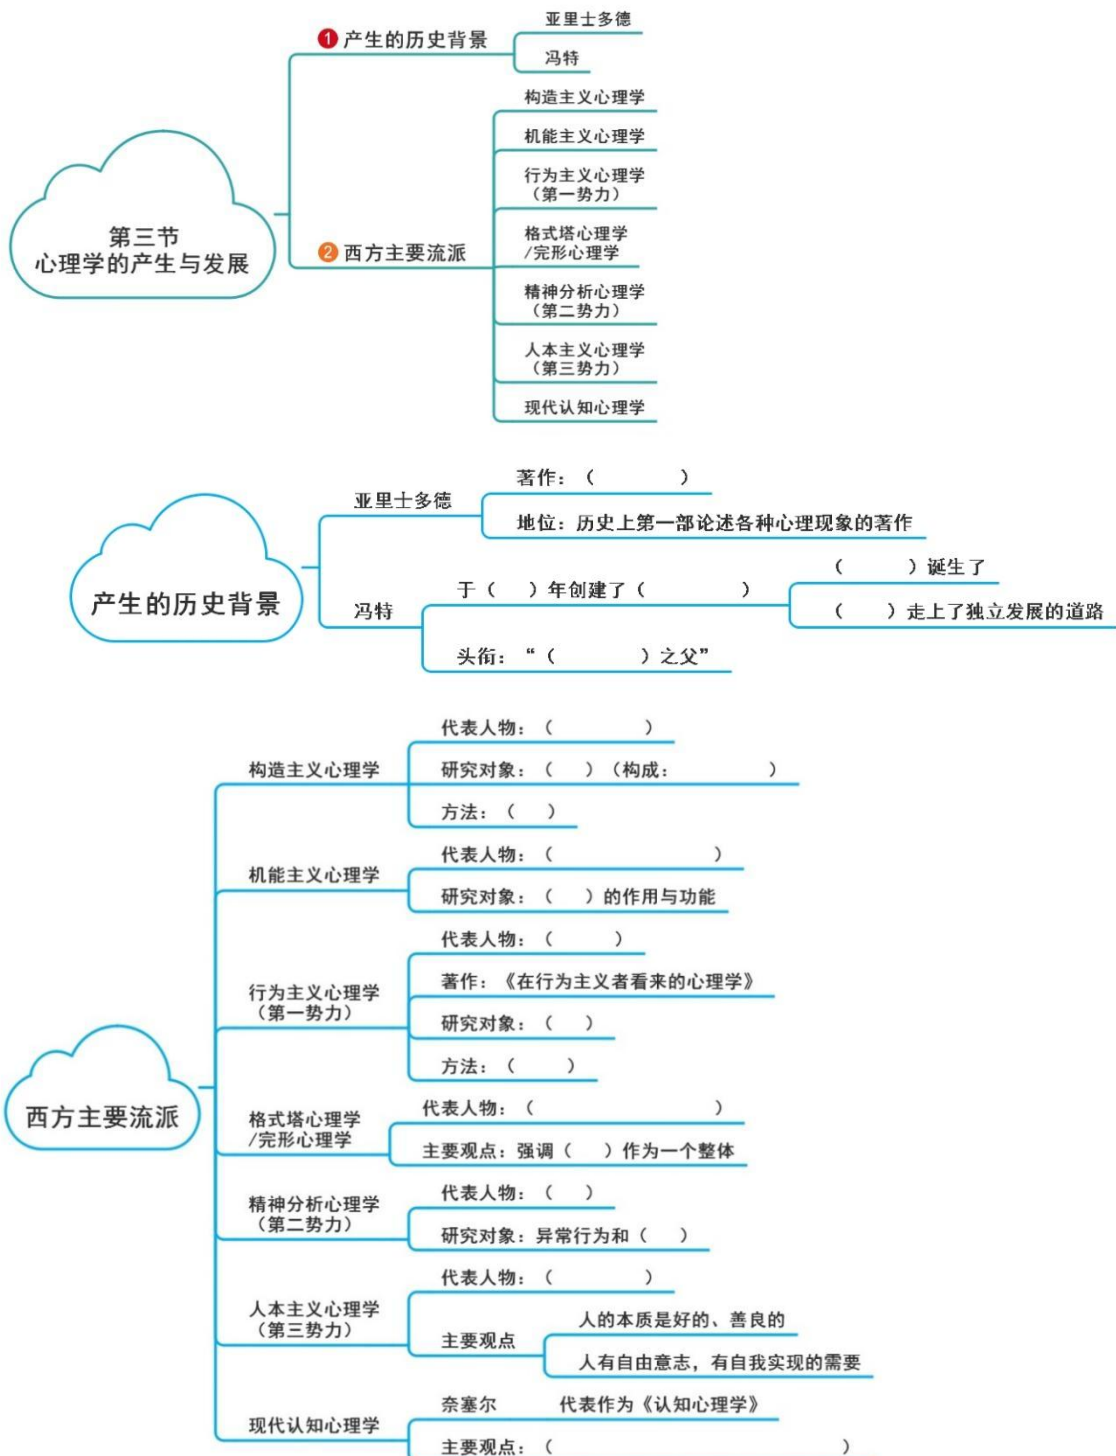 第三节
心理学的产生与发展
❶ 产生的历史背景
亚里士多德
冯特
❷ 西方主要流派
构造主义心理学
机能主义心理学
行为主义心理学
（第一势力）
格式塔心理学
/完形心理学
精神分析心理学
（第二势力）
人本主义心理学
（第三势力）
现代认知心理学
产生的历史背景
亚里士多德
著作：（ ）
地位：历史上第一部论述各种心理现象的著作
冯特
于（ ）年创建了（ ）
（ ）诞生了
（ ）走上了独立发展的道路
头衔：“（ ）之父”
西方主要流派
构造主义心理学
代表人物：（ ）
研究对象：（ ）（构成： ）
方法：（ ）
机能主义心理学
代表人物：（ ）
研究对象：（ ）的作用与功能
行为主义心理学
（第一势力）
代表人物：（ ）
著作：《在行为主义者看来的心理学》
研究对象：（ ）
方法：（ ）
格式塔心理学
/完形心理学
代表人物：（ ）
主要观点：强调（ ）作为一个整体
精神分析心理学
（第二势力）
代表人物：（ ）
研究对象：异常行为和（ ）
人本主义心理学
（第三势力）
代表人物：（ ）
主要观点
人的本质是好的、善良的
人有自由意志，有自我实现的需要
现代认知心理学
奈塞尔 代表作为《认知心理学》
主要观点：（ ）